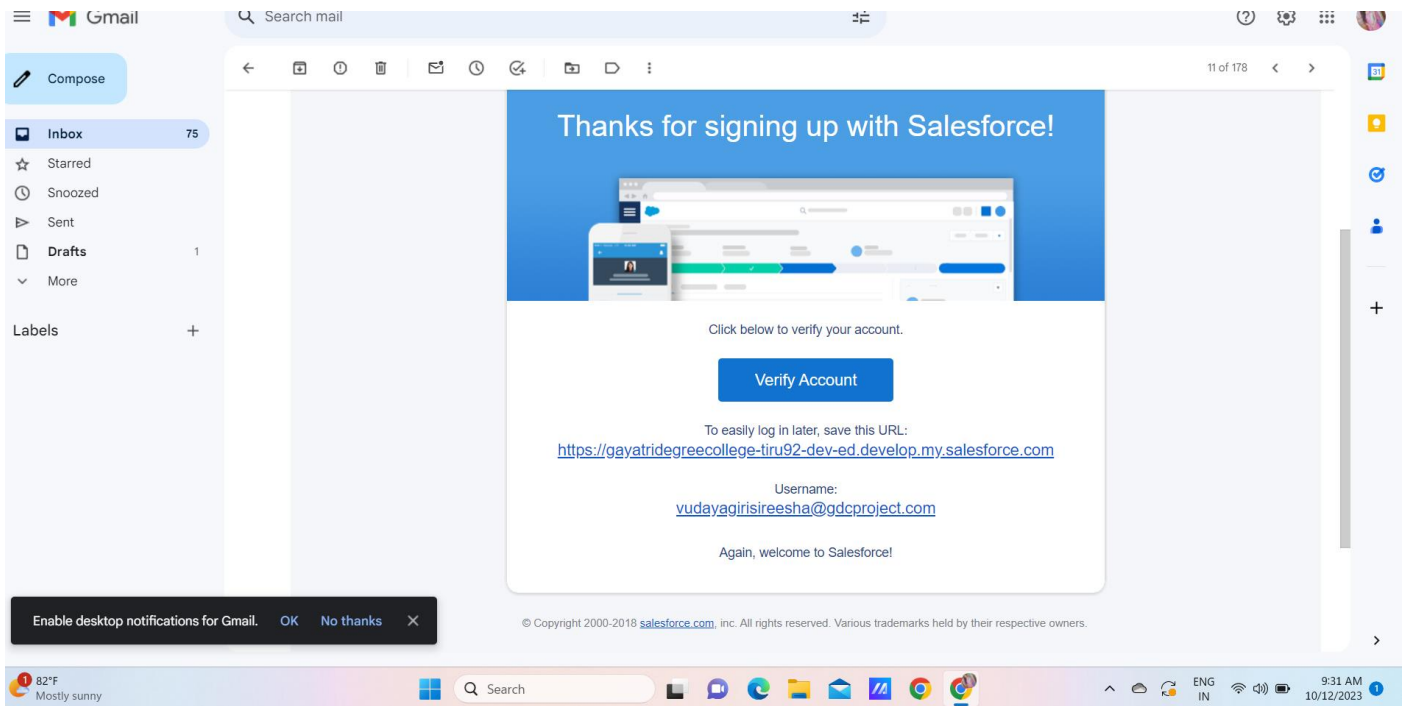 Gmail
Search mail
Compose
11 of 178
31
Inbox 75
Starred
Snoozed
Sent
Drafts 1
More
Labels
Thanks for signing up with Salesforce!
Click below to verify your account.
Verify Account
To easily log in later, save this URL:
https://gayatridegreecollege-tiru92-dev-ed.develop.my.salesforce.com
Username:
vudayagirisireesha@gdcproject.com
Again, welcome to Salesforce!
Enable desktop notifications for Gmail. OK No thanks
© Copyright 2000-2018 salesforce.com, inc. All rights reserved. Various trademarks held by their respective owners.
1
82°F
Mostly sunny
Search
ENG
IN
9:31 AM
10/12/2023
1